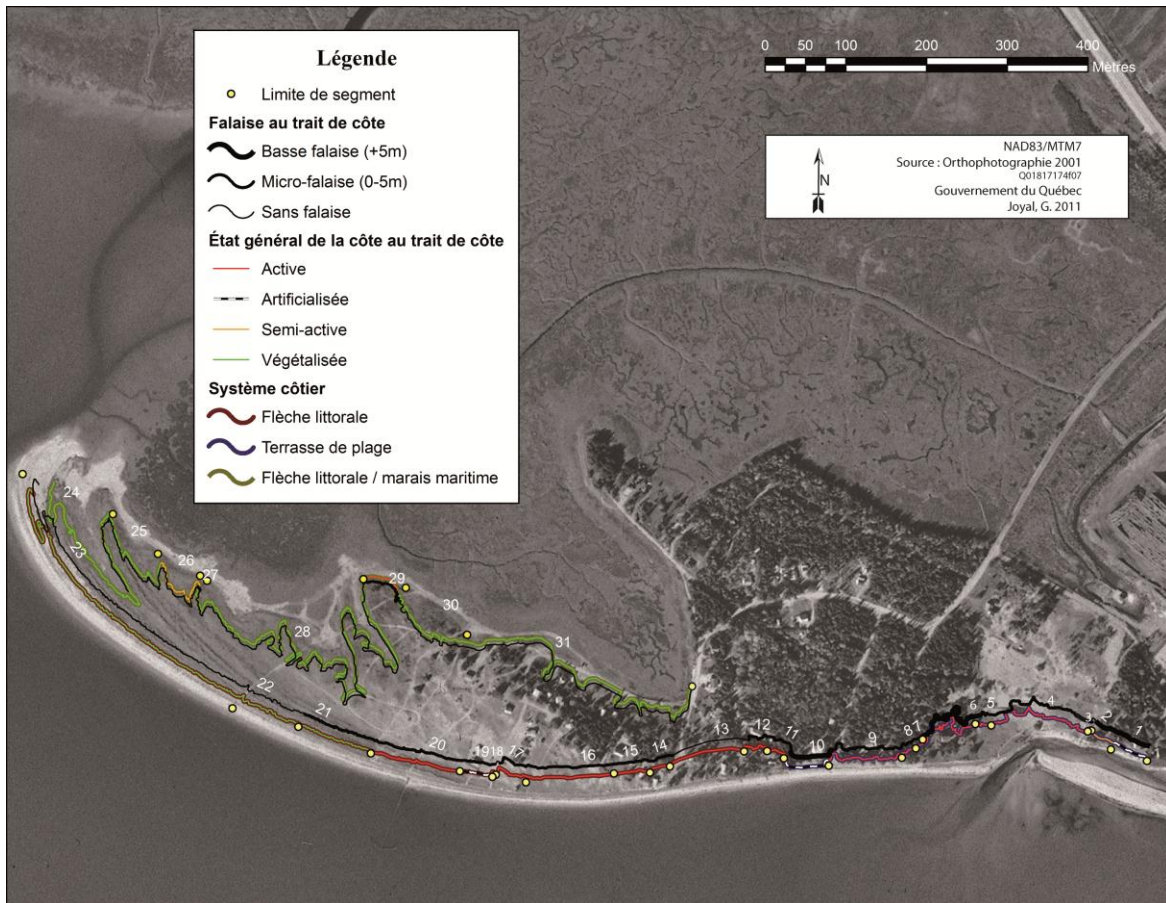 Légende
Limite de segment
Falaise au trait de côte
Basse falaise (+5m)
Micro-falaise (0-5m)
Sans falaise
État général de la côte au trait de côte
Active
Artificialisée
Semi-active
Végétalisée
Système côtier
Flèche littorale
Terrasse de plage
Flèche littorale / marais maritime
0 50 100 200 300 400
Mètres
NAD83/MTM7
Source : Orthophotographie 2001
Q01817174f07
Gouvernement du Québec
Joyal, G. 2011
N
24
23
25
26
27
28
29
30
31
22
21
20
19
18
17
16
15
14
13
12
11
10
9
8
7
6
5
4
3
2
1